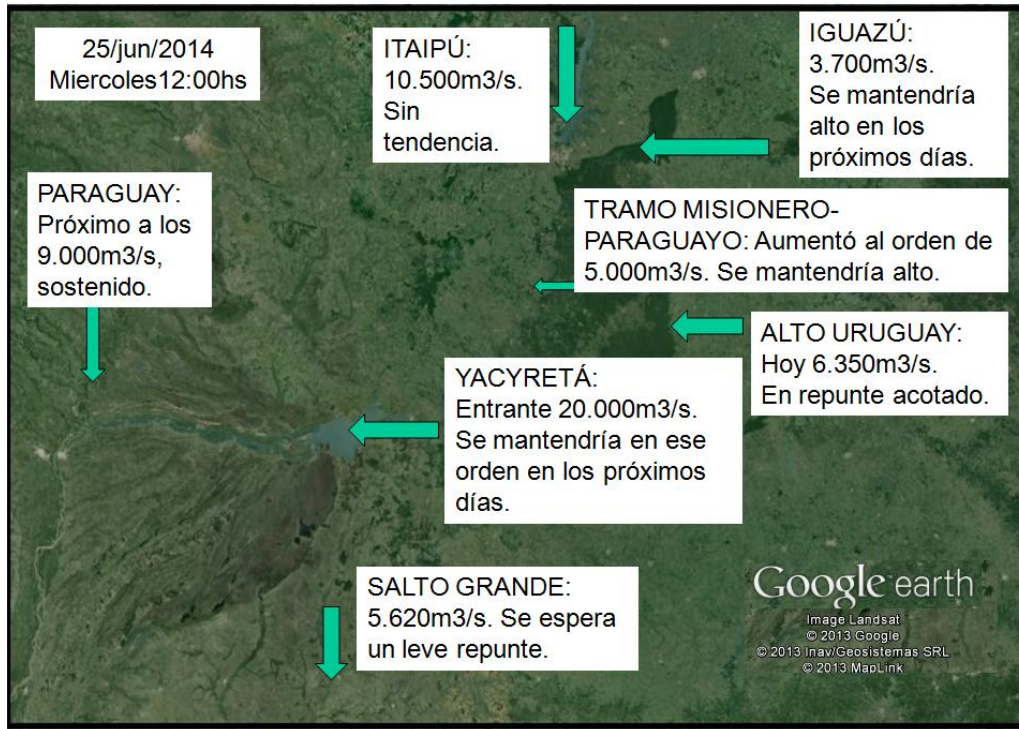 25/jun/2014
Miercoles12:00hs
ITAIPÚ:
10.500m3/s.
Sin
tendencia.
IGUAZÚ:
3.700m3/s.
Se mantendría
alto en los
próximos días.
PARAGUAY:
Próximo a los
9.000m3/s,
sostenido.
TRAMO MISIONERO-
PARAGUAYO: Aumentó al orden de
5.000m3/s. Se mantendría alto.
ALTO URUGUAY:
Hoy 6.350m3/s.
En repunte acotado.
YACYRETÁ:
Entrante 20.000m3/s.
Se mantendría en ese
orden en los próximos
días.
SALTO GRANDE:
5.620m3/s. Se espera
un leve repunte.
Google earth
Image Landsat
© 2013 Google
© 2013 Inav/Geosistemas SRL
© 2013 MapLink